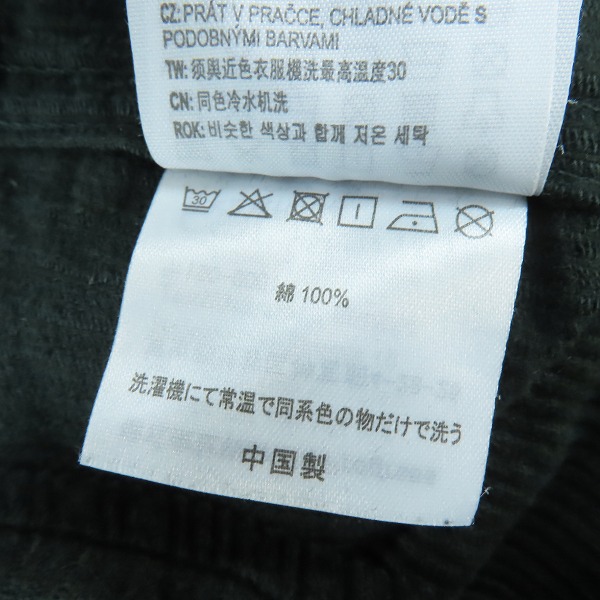 CZ: PRÁT V PRAČCE, CHLADNÉ VODĚ S
PODOBNÝMI BARVAMI
TW: 须與近色衣服機洗最高溫度30
CN: 同色冷水机洗
ROK: 비슷한 색상과 함께 저온 세탁
30
綿 100%
洗濯機にて常温で同系色の物だけで洗う
中国製